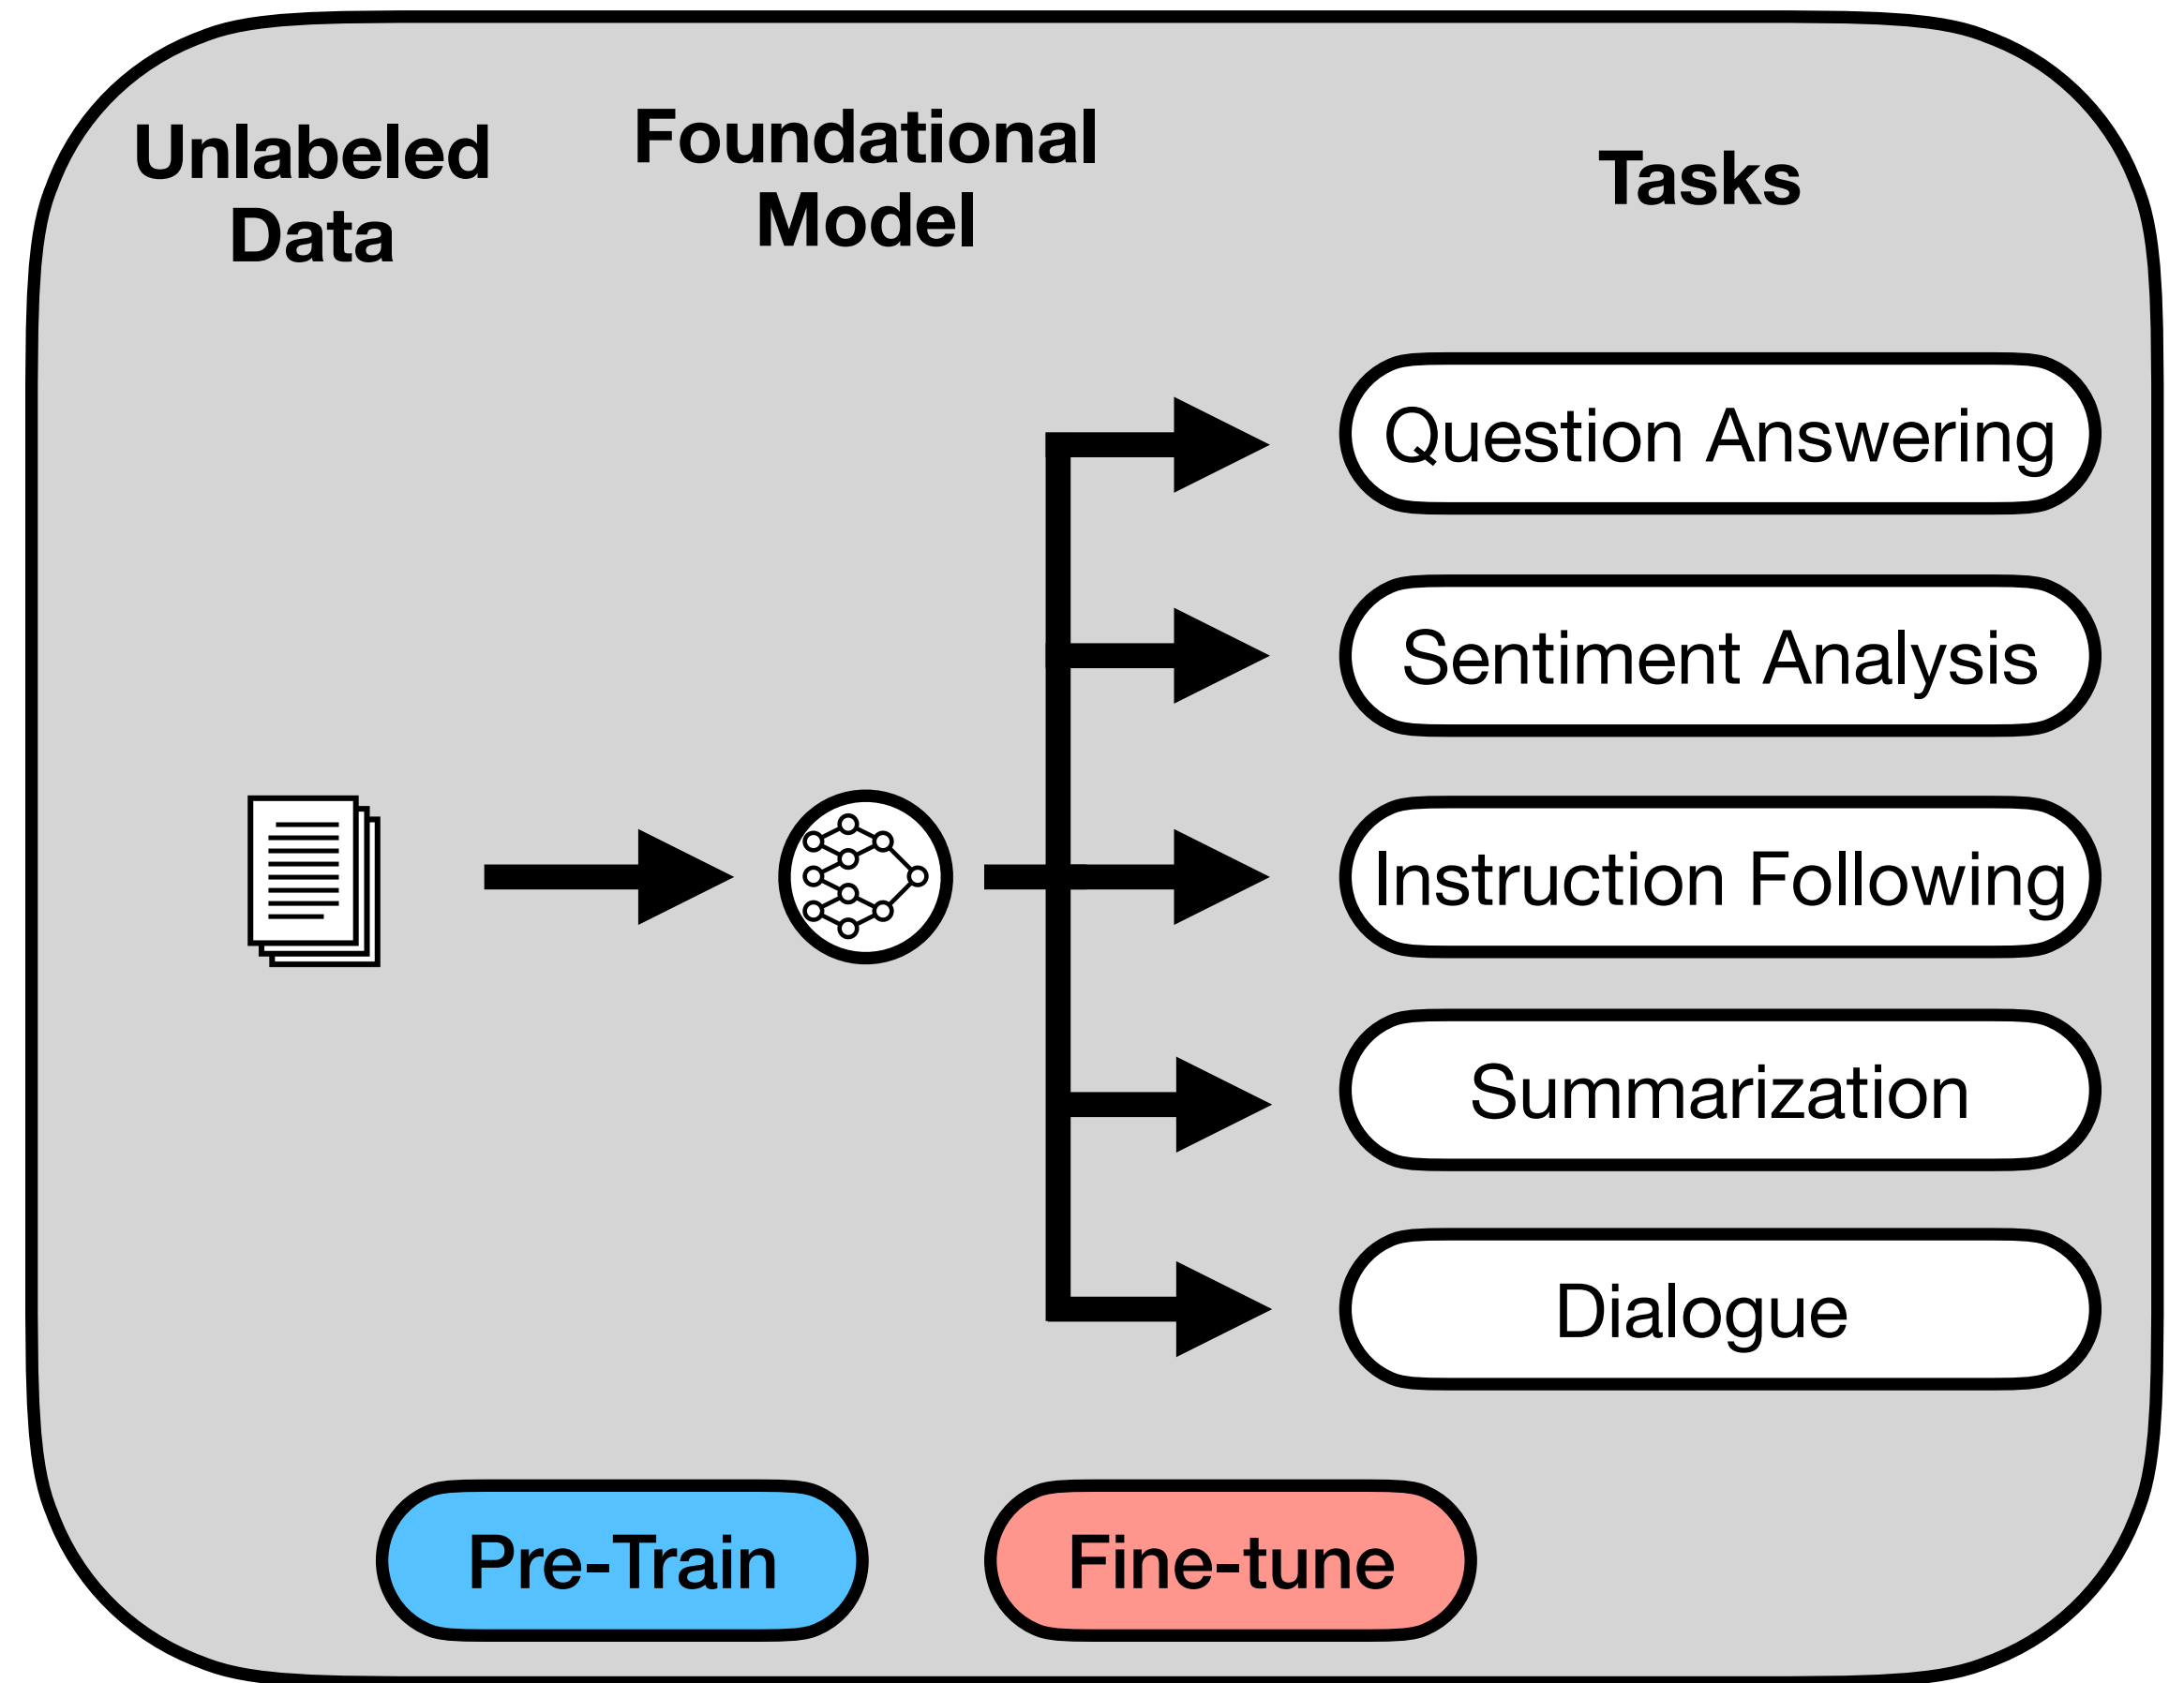 Unlabeled
Data
Foundational
Model
Tasks
Question Answering
Sentiment Analysis
Instruction Following
Summarization
Dialogue
Pre-Train
Fine-tune